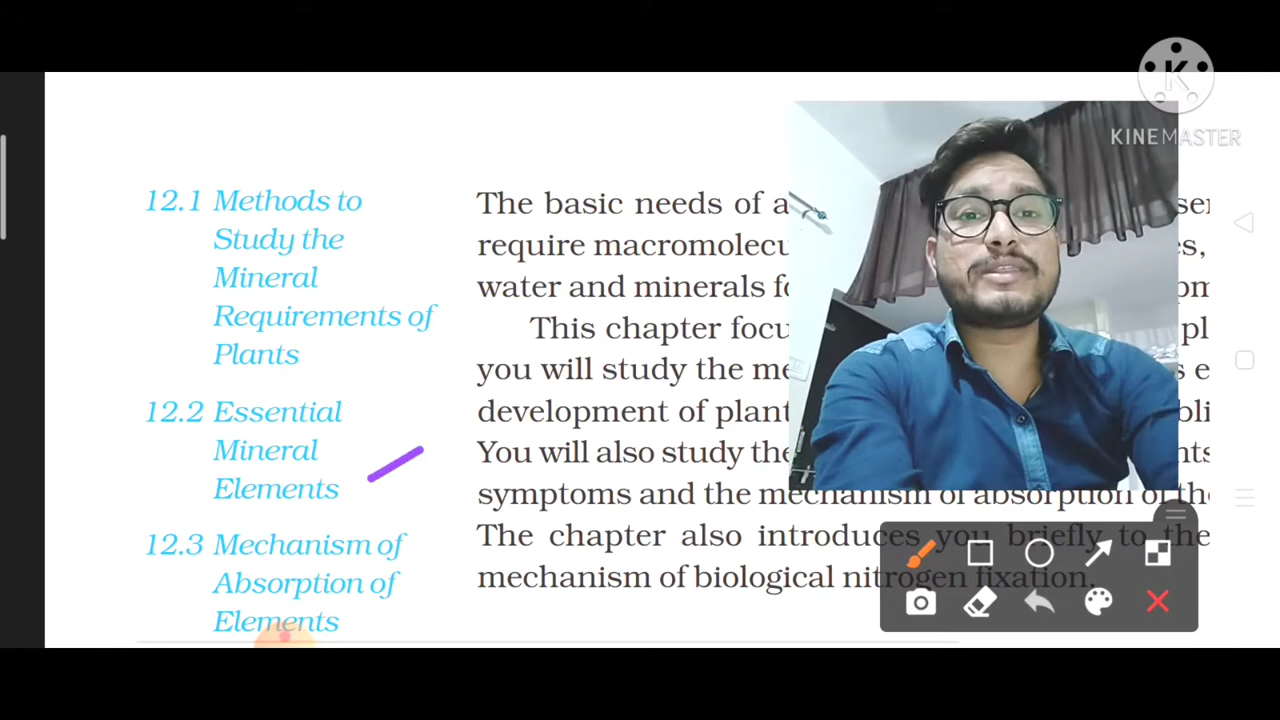 K
KINEMASTER
12.1 Methods to
Study the
Mineral
Requirements of
Plants
12.2 Essential
Mineral
Elements
12.3 Mechanism of
Absorption of
Elements
The basic needs of
require macromolecu
water and minerals
This chapter focu
you will study the
development of plant
You will also study the
symptoms and the mechanism of absorption of
The chapter also introduces you briefly to the
mechanism of biological nitrogen fixation.